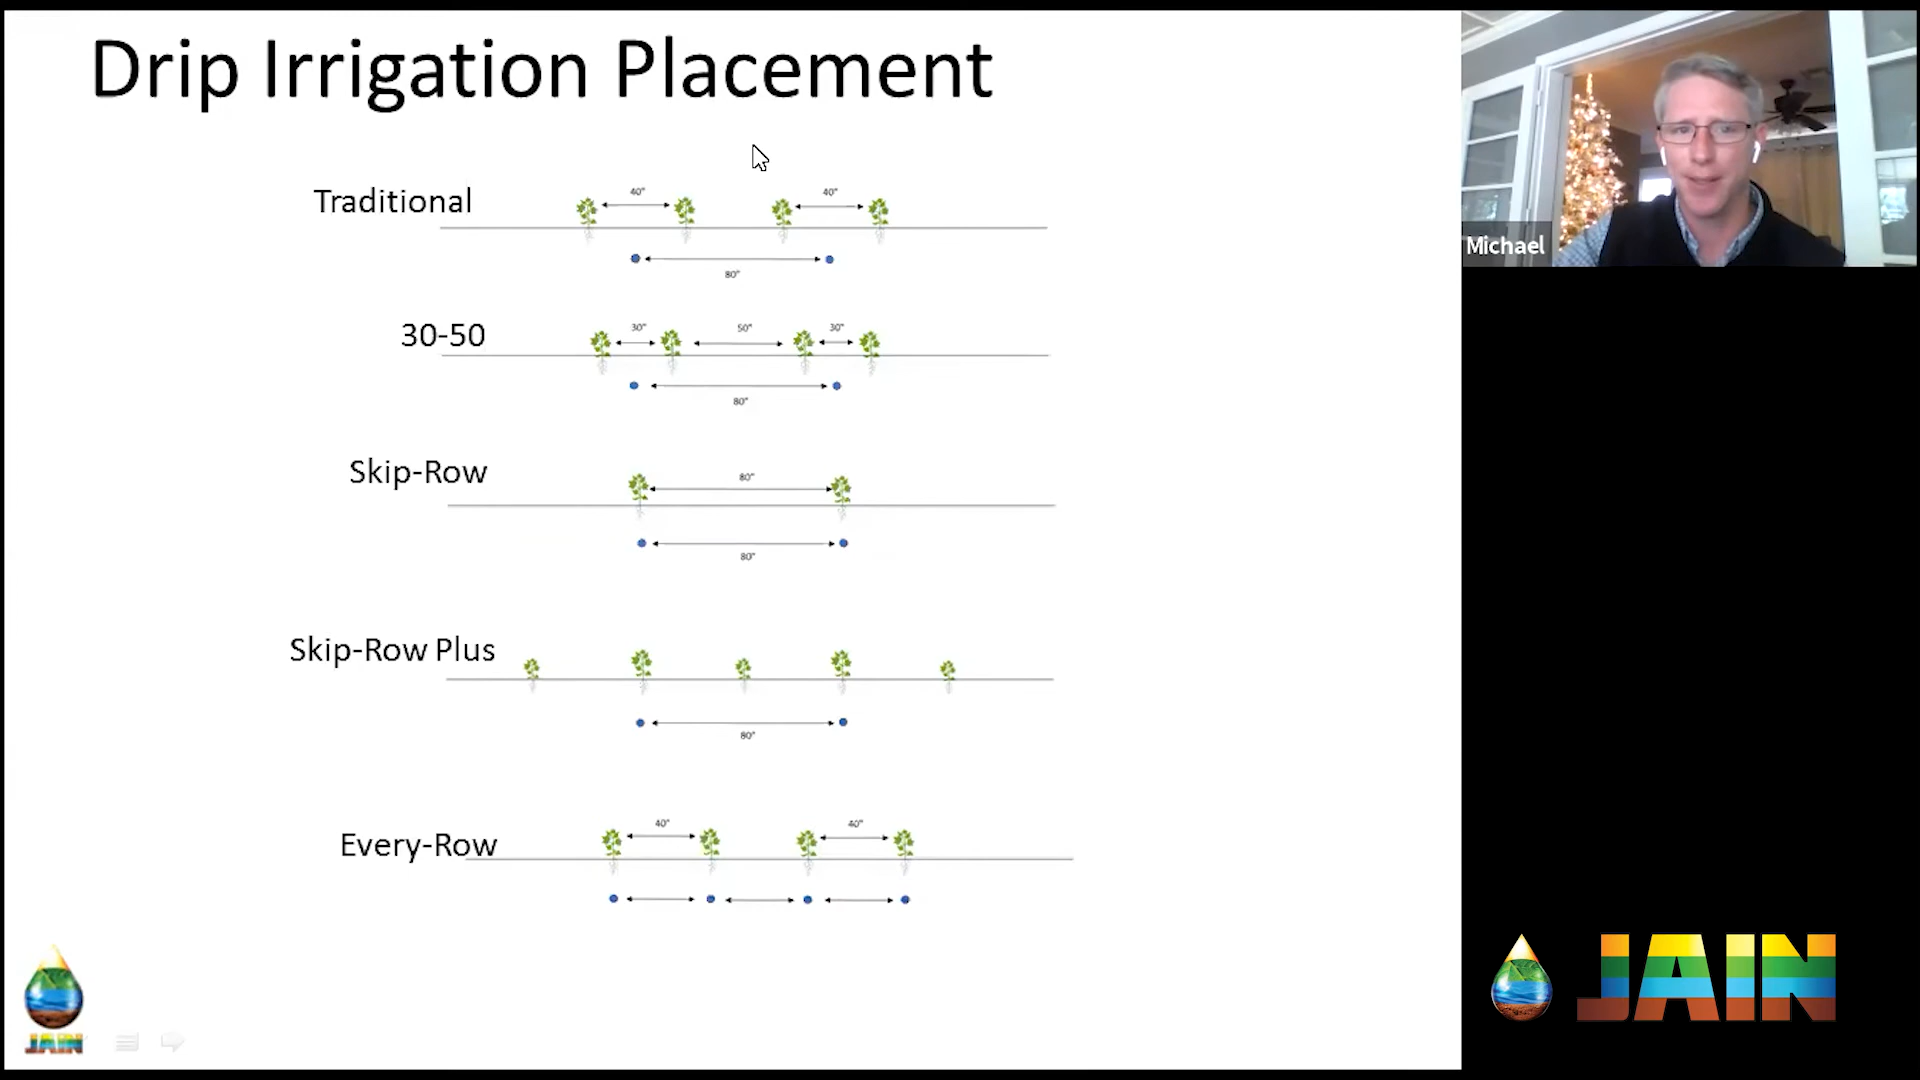 Drip Irrigation Placement
Traditional
40"
40"
80"
30-50
30"
50"
30"
80"
Skip-Row
80"
80"
Skip-Row Plus
80"
Every-Row
40"
40"
JAIN
Michael
JAIN